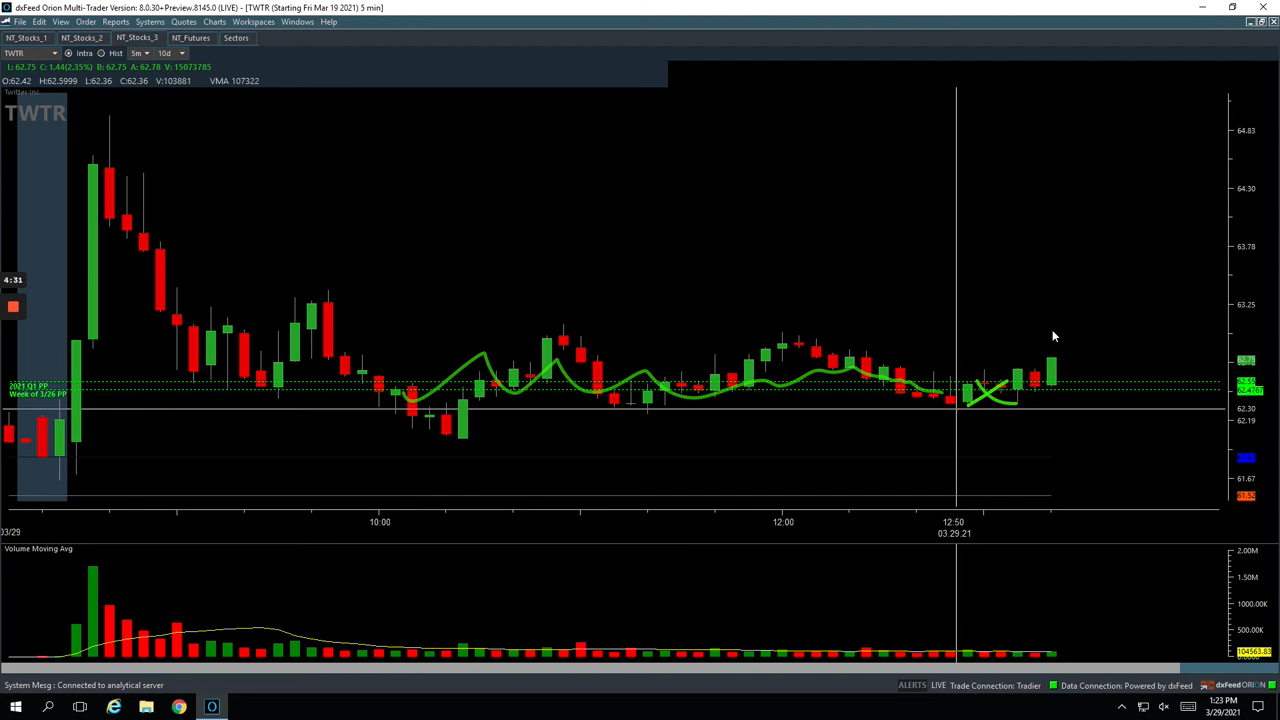 dxFeed Orion Multi-Trader Version: 8.0.30+Preview.8145.0 (LIVE) - [TWTR (Starting Fri Mar 19 2021) 5 min]
File Edit View Order Reports Systems Quotes Charts Workspaces Windows Help
NT_Stocks_1 NT_Stocks_2 NT_Stocks_3 NT_Futures Sectors
TWTR Intra Hist 5m 10d
L: 62.75 C: 1.44(2.35%) B: 62.75 A: 62.78 V: 15073785
O:62.42 H:62.5999 L:62.36 C:62.36 V:103881 VMA 107322
Twitter Inc
TWTR
64.83
64.30
63.78
4:31
63.25
2021 Q1 PP
Week of 3/26 PP
62.30
62.19
61.67
61.52
10:00 12:00 12:50
03/29 03.29.21
Volume Moving Avg
2.00M
1.50M
1000.00K
500.00K
104563.83
System Mesg : Connected to analytical server ALERTS LIVE Trade Connection: Tradier Data Connection: Powered by dxFeed dxFeed ORION
1:23 PM
3/29/2021